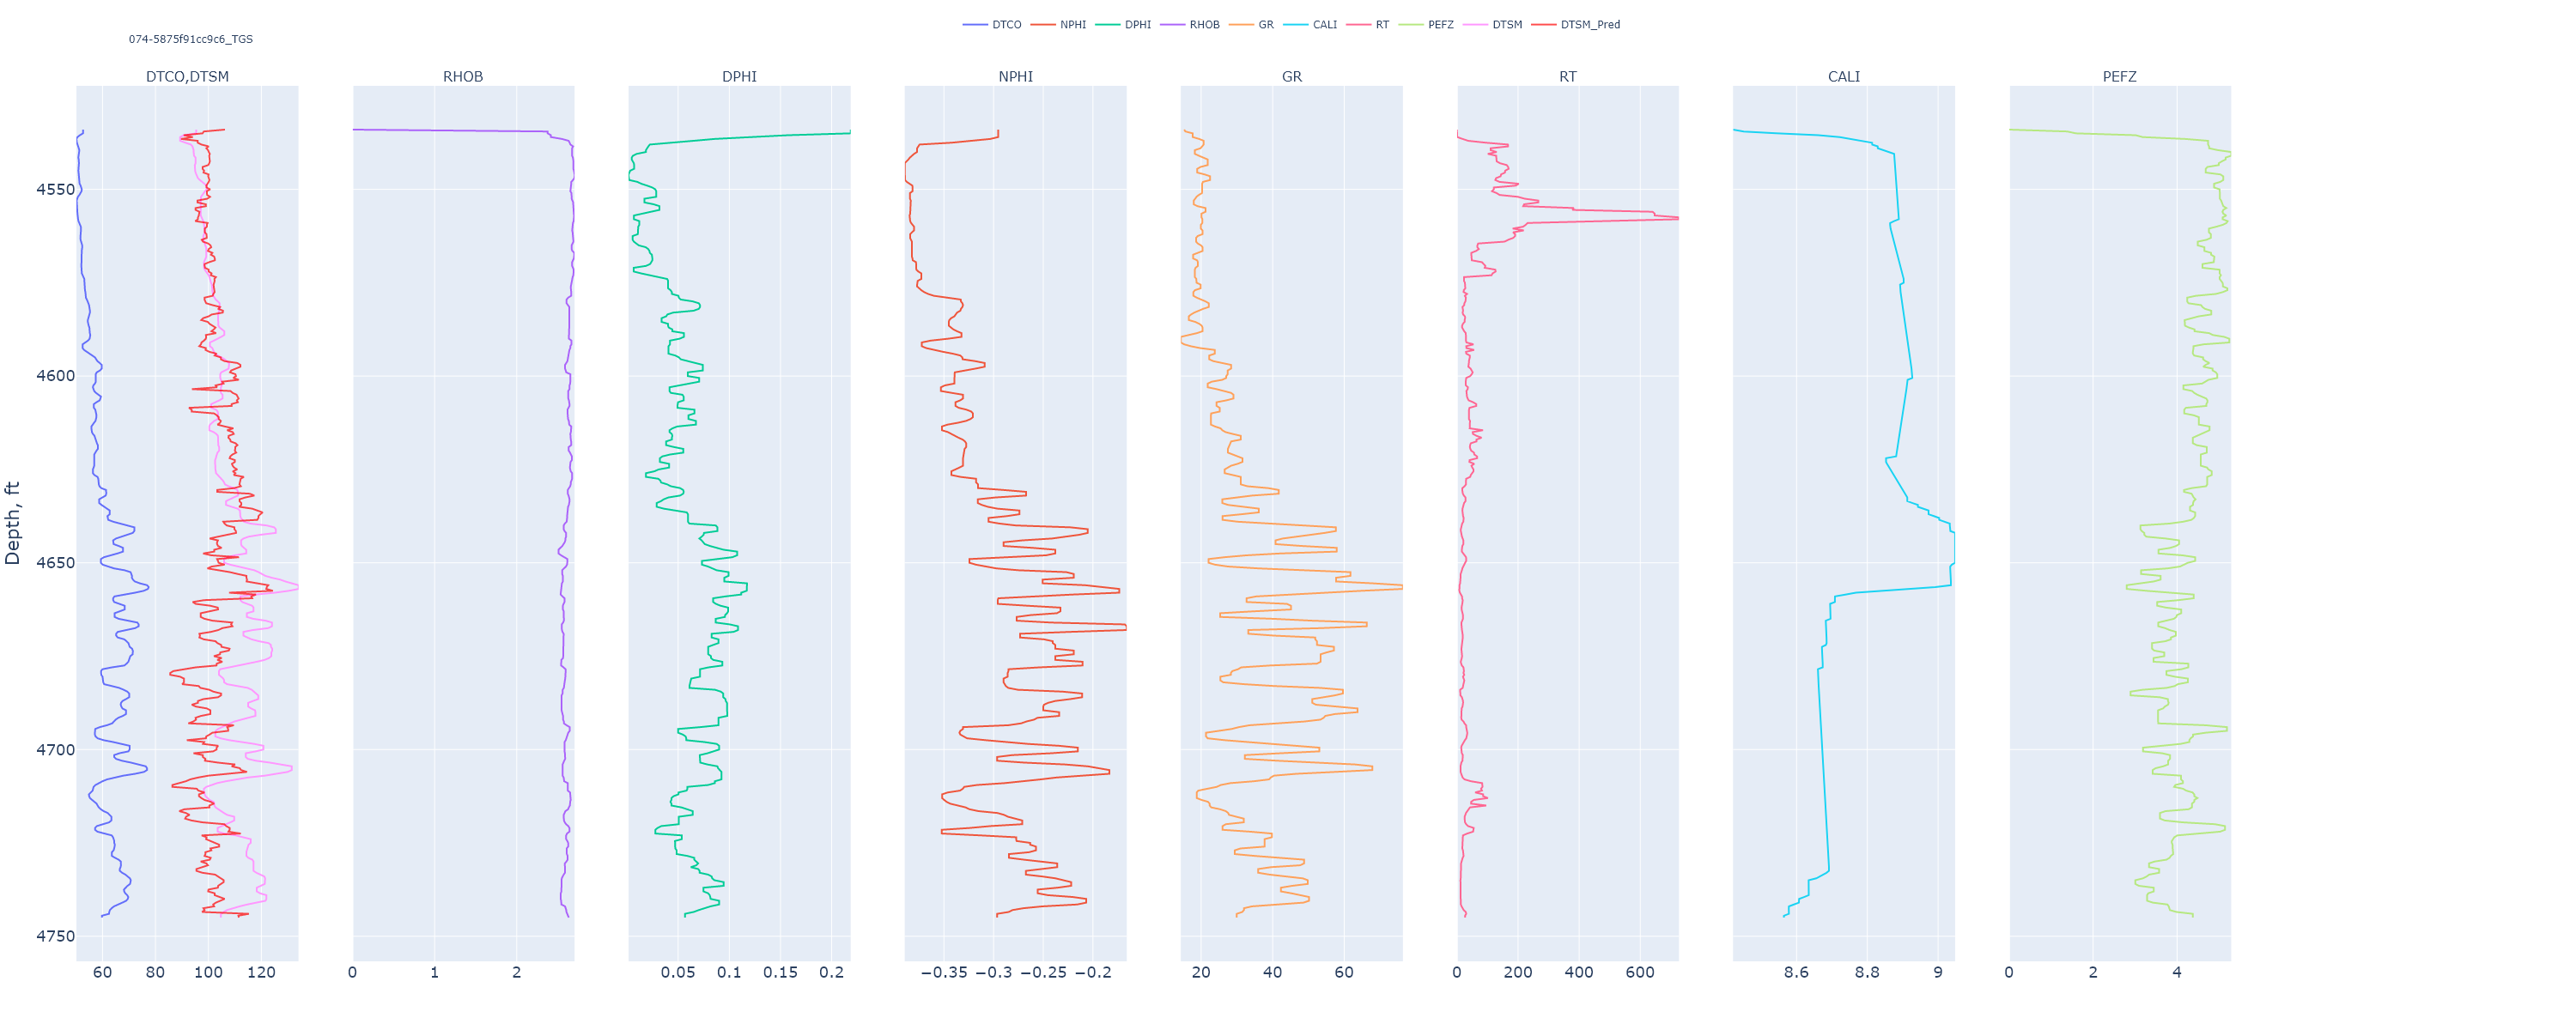 DTCO NPHI DPHI RHOB GR CALI RT PEFZ DTSM DTSM_Pred
074-5875f91cc9c6_TGS
DTCO,DTSM RHOB DPHI NPHI GR RT CALI PEFZ
Depth, ft
4550
4600
4650
4700
4750
60 80 100 120 0 1 2 0.05 0.1 0.15 0.2 −0.35 −0.3 −0.25 −0.2 20 40 60 0 200 400 600 8.6 8.8 9 0 2 4